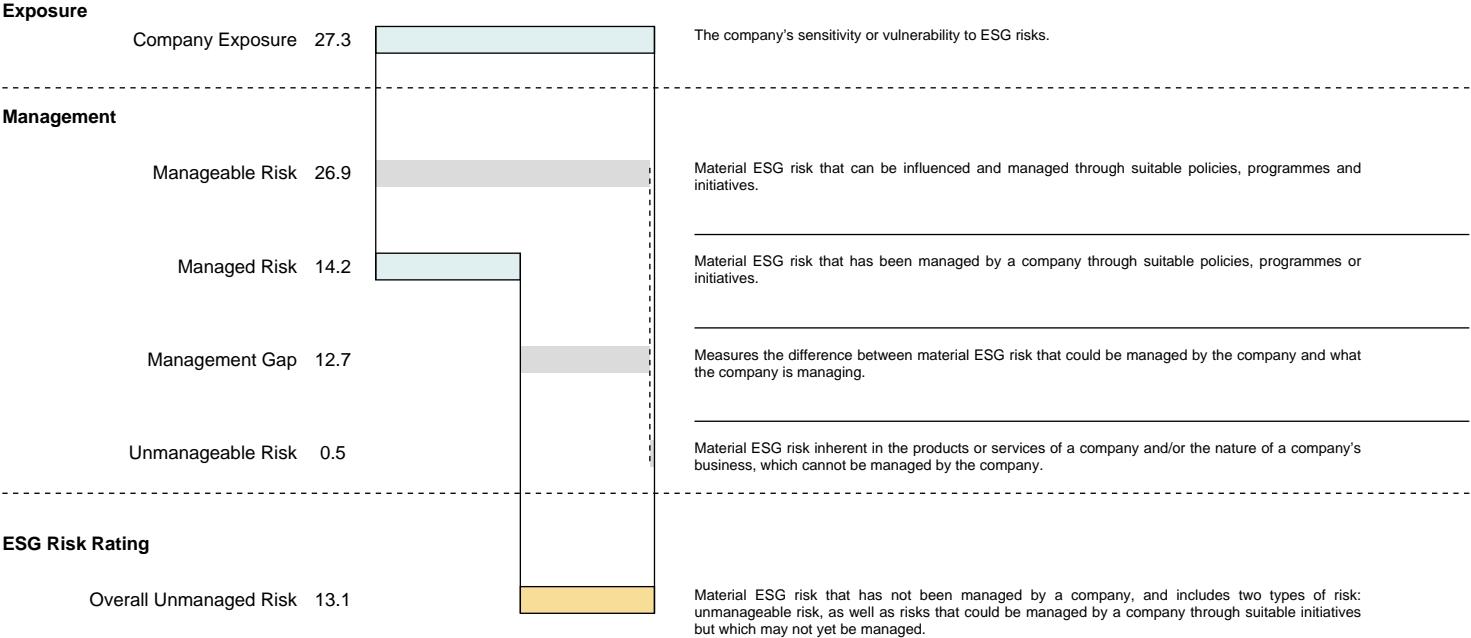 Exposure
Company Exposure 27.3
The company’s sensitivity or vulnerability to ESG risks.
Management
Manageable Risk 26.9
Material ESG risk that can be influenced and managed through suitable policies, programmes and
initiatives.
Managed Risk 14.2
Material ESG risk that has been managed by a company through suitable policies, programmes or
initiatives.
Management Gap 12.7
Measures the difference between material ESG risk that could be managed by the company and what
the company is managing.
Unmanageable Risk 0.5
Material ESG risk inherent in the products or services of a company and/or the nature of a company’s
business, which cannot be managed by the company.
ESG Risk Rating
Overall Unmanaged Risk 13.1
Material ESG risk that has not been managed by a company, and includes two types of risk:
unmanageable risk, as well as risks that could be managed by a company through suitable initiatives
but which may not yet be managed.